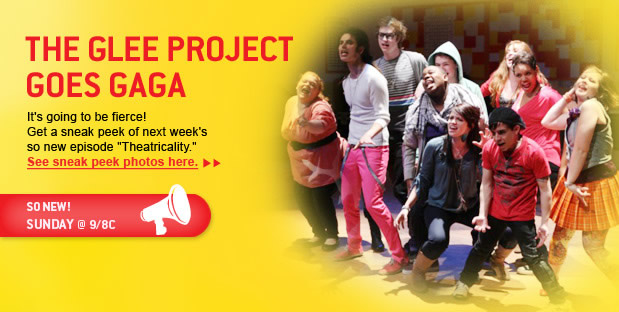 THE GLEE PROJECT
GOES GAGA
It's going to be fierce!
Get a sneak peek of next week's
so new episode "Theatricality."
See sneak peek photos here.
SO NEW!
SUNDAY @ 9/8C